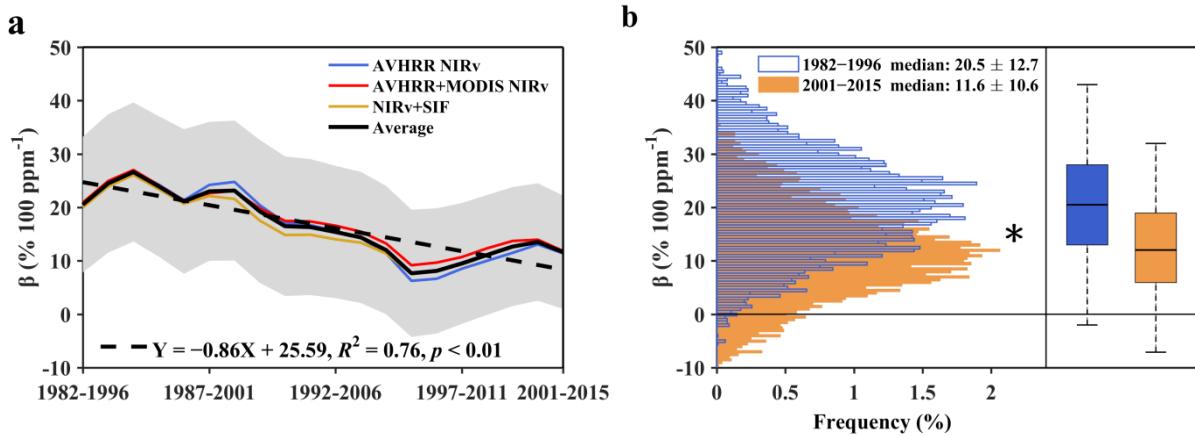 a
β (% 100 ppm⁻¹)
50
40
30
20
10
0
-10
AVHRR NIRv
AVHRR+MODIS NIRv
NIRv+SIF
Average
Y = −0.86X + 25.59, R² = 0.76, p < 0.01
1982-1996
1987-2001
1992-2006
1997-2011
2001-2015
b
β (% 100 ppm⁻¹)
50
40
30
20
10
0
-10
1982−1996 median: 20.5 ± 12.7
2001−2015 median: 11.6 ± 10.6
*
0
0.5
1
1.5
2
Frequency (%)